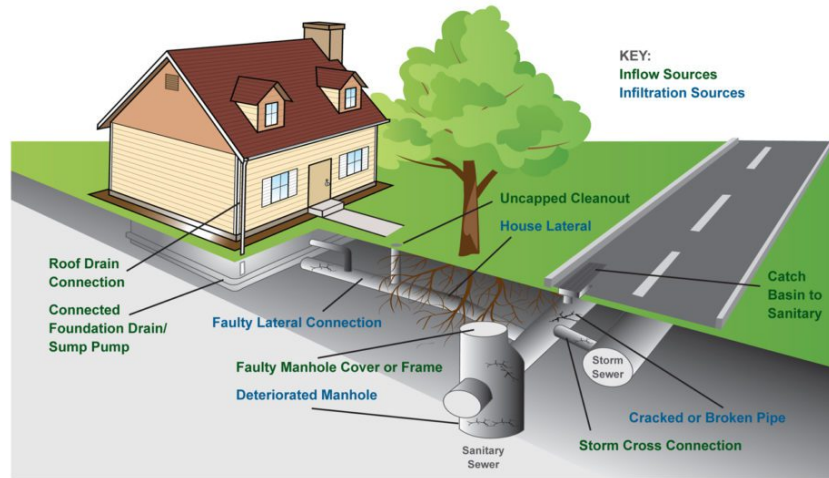 KEY:
Inflow Sources
Infiltration Sources
Uncapped Cleanout
House Lateral
Roof Drain
Connection
Catch
Basin to
Sanitary
Connected
Foundation Drain/
Sump Pump
Faulty Lateral Connection
Faulty Manhole Cover or Frame
Storm
Sewer
Deteriorated Manhole
Cracked or Broken Pipe
Storm Cross Connection
Sanitary
Sewer